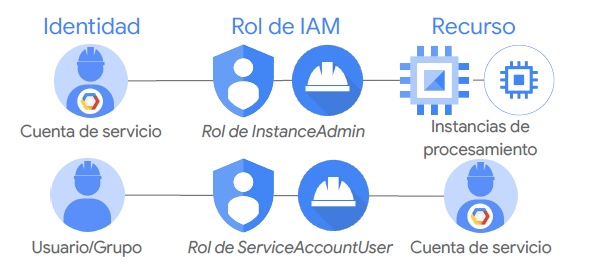 Identidad
Rol de IAM
Recurso
Cuenta de servicio
Rol de InstanceAdmin
Instancias de
procesamiento
Usuario/Grupo
Rol de ServiceAccountUser
Cuenta de servicio